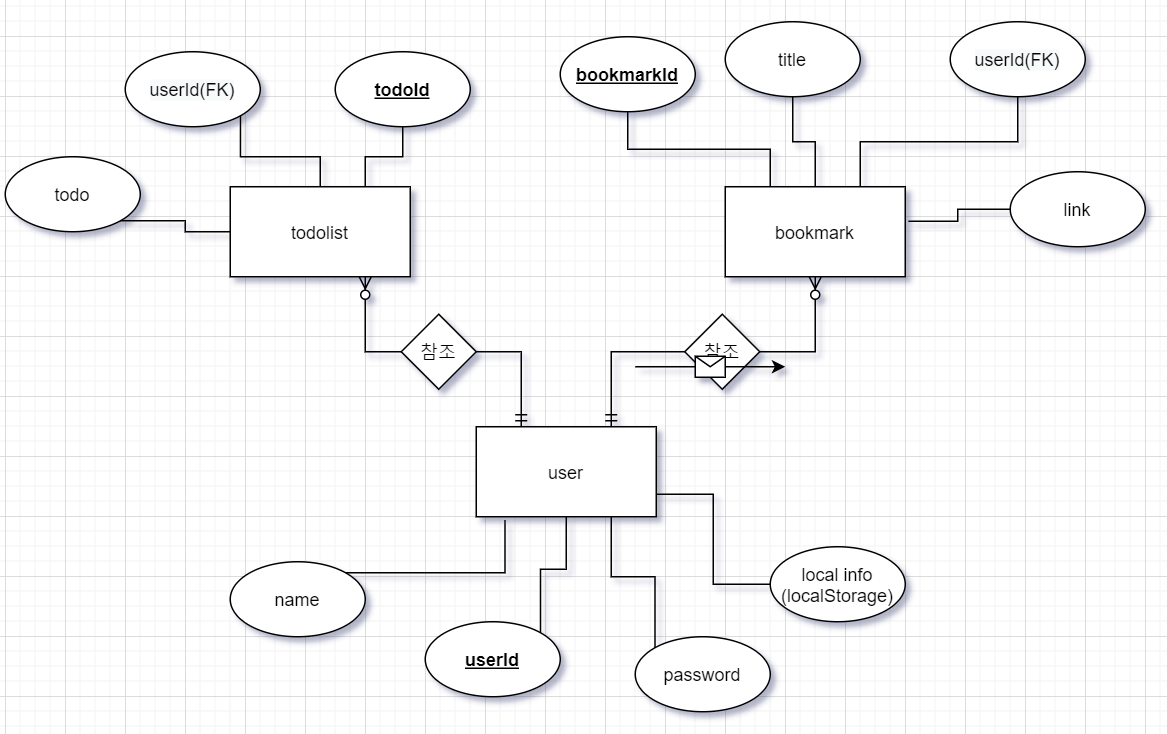 bookmarkId
title
userId(FK)
userId(FK)
todoId
todo
link
todolist
bookmark
참조
참조
user
local info
(localStorage)
name
userId
password